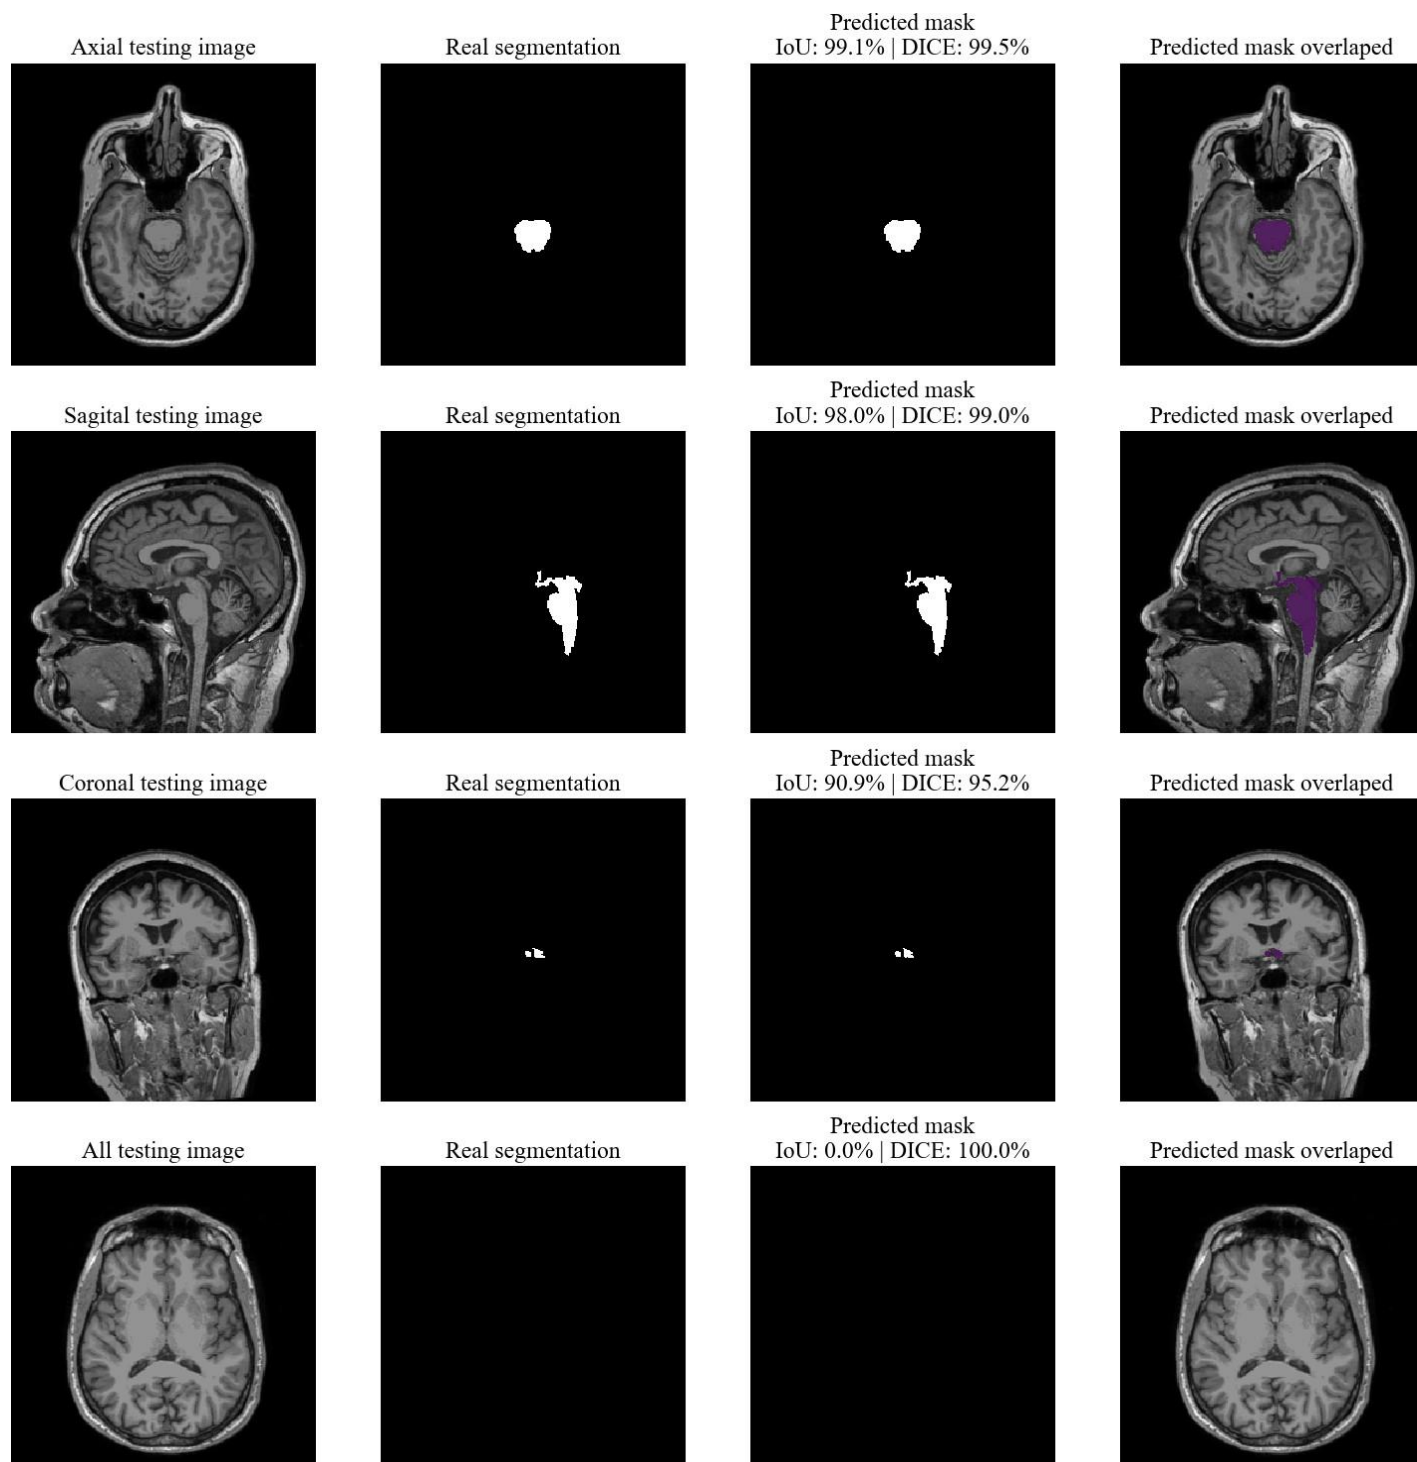 Axial testing image
Real segmentation
Predicted mask
IoU: 99.1% | DICE: 99.5%
Predicted mask overlaped
Sagital testing image
Real segmentation
Predicted mask
IoU: 98.0% | DICE: 99.0%
Predicted mask overlaped
Coronal testing image
Real segmentation
Predicted mask
IoU: 90.9% | DICE: 95.2%
Predicted mask overlaped
All testing image
Real segmentation
Predicted mask
IoU: 0.0% | DICE: 100.0%
Predicted mask overlaped